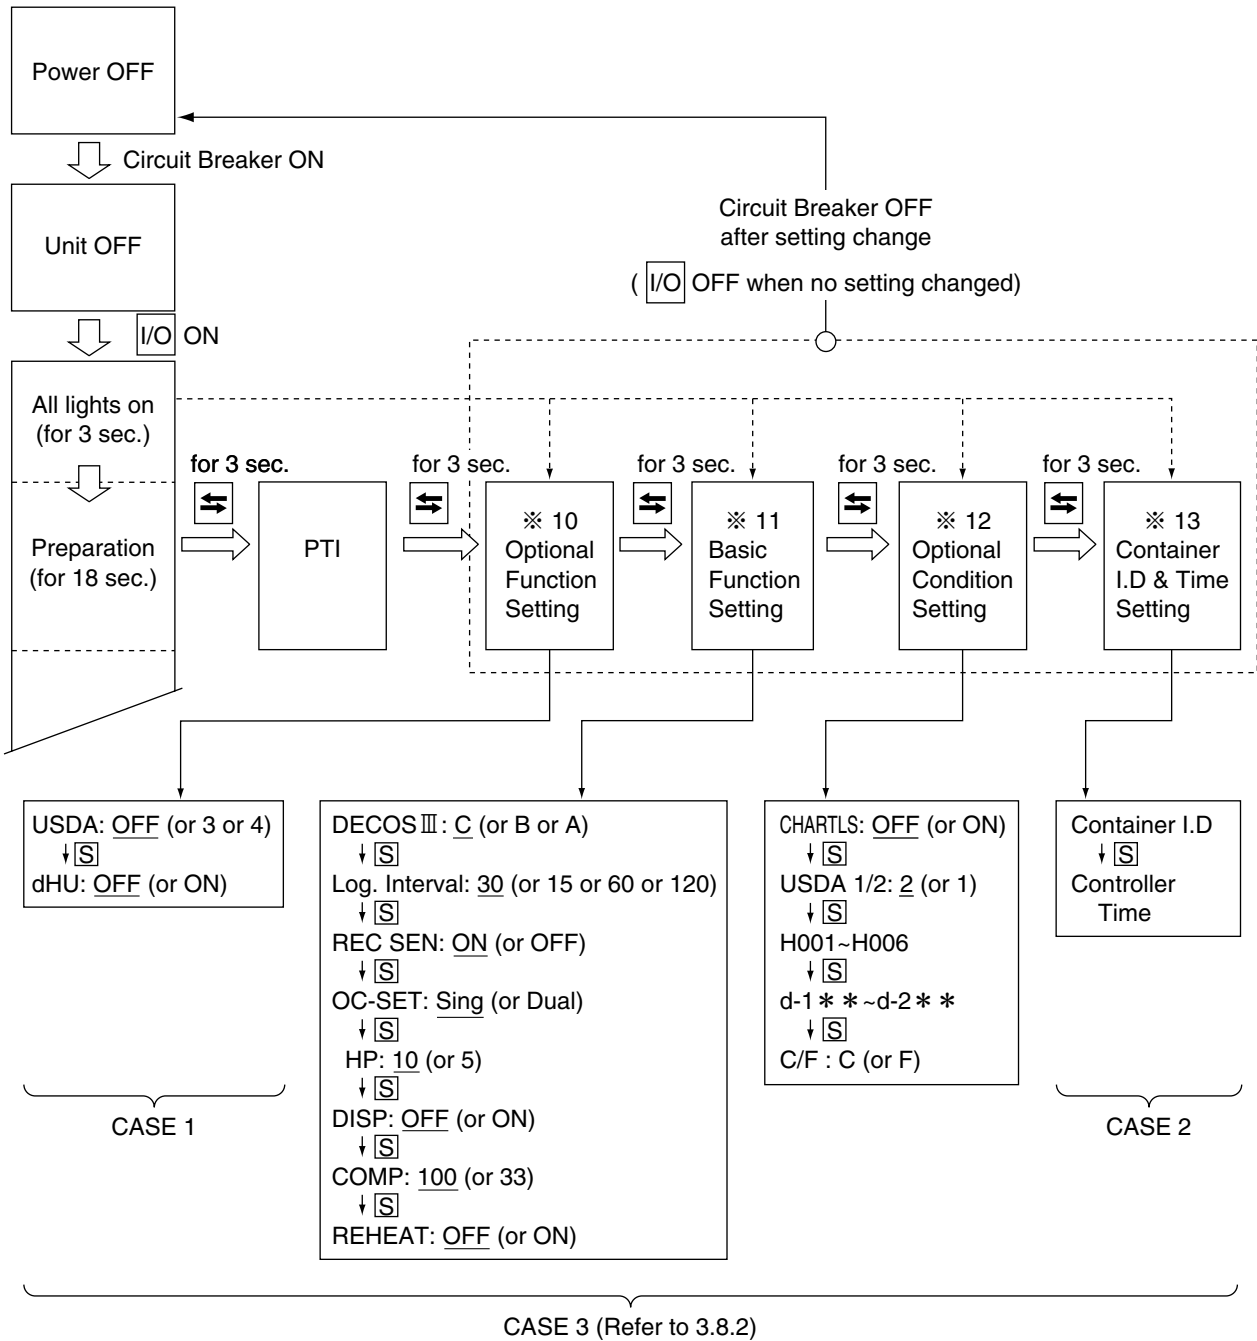 Power OFF
Circuit Breaker ON
Unit OFF
I/O ON
Circuit Breaker OFF
after setting change
( I/O OFF when no setting changed)
All lights on
(for 3 sec.)
Preparation
(for 18 sec.)
for 3 sec.
PTI
for 3 sec.
※ 10
Optional
Function
Setting
for 3 sec.
※ 11
Basic
Function
Setting
for 3 sec.
※ 12
Optional
Condition
Setting
for 3 sec.
※ 13
Container
I.D & Time
Setting
USDA: OFF (or 3 or 4)
S
dHU: OFF (or ON)
CASE 1
DECOSⅢ: C (or B or A)
S
Log. Interval: 30 (or 15 or 60 or 120)
S
REC SEN: ON (or OFF)
S
OC-SET: Sing (or Dual)
S
HP: 10 (or 5)
S
DISP: OFF (or ON)
S
COMP: 100 (or 33)
S
REHEAT: OFF (or ON)
CHARTLS: OFF (or ON)
S
USDA 1/2: 2 (or 1)
S
H001~H006
S
d-1＊＊~d-2＊＊
S
C/F : C (or F)
Container I.D
S
Controller
Time
CASE 2
CASE 3 (Refer to 3.8.2)